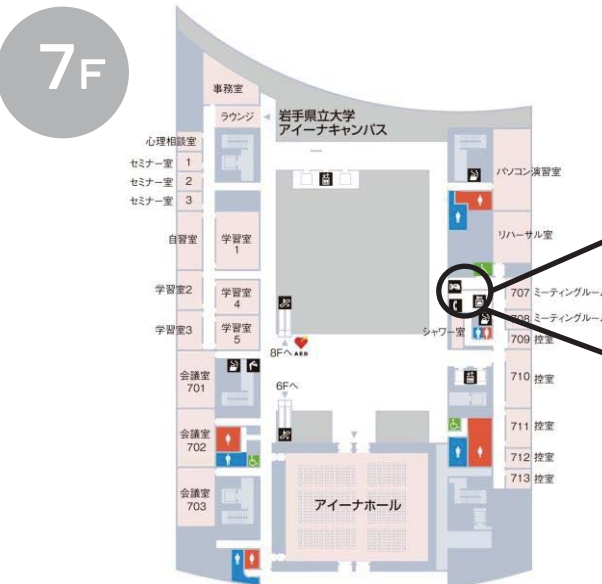 7F
事務室
ラウンジ
岩手県立大学
アイーナキャンパス
心理相談室
セミナー室 1
セミナー室 2
セミナー室 3
パソコン演習室
自習室
学習室
1
リハーサル室
学習室2
学習室
4
707 ミーティングルーム
708 ミーティングルーム
学習室3
学習室
5
シャワー室
709 控室
8Fへ
AED
会議室
701
710 控室
6Fへ
会議室
702
711 控室
712 控室
713 控室
会議室
703
アイーナホール